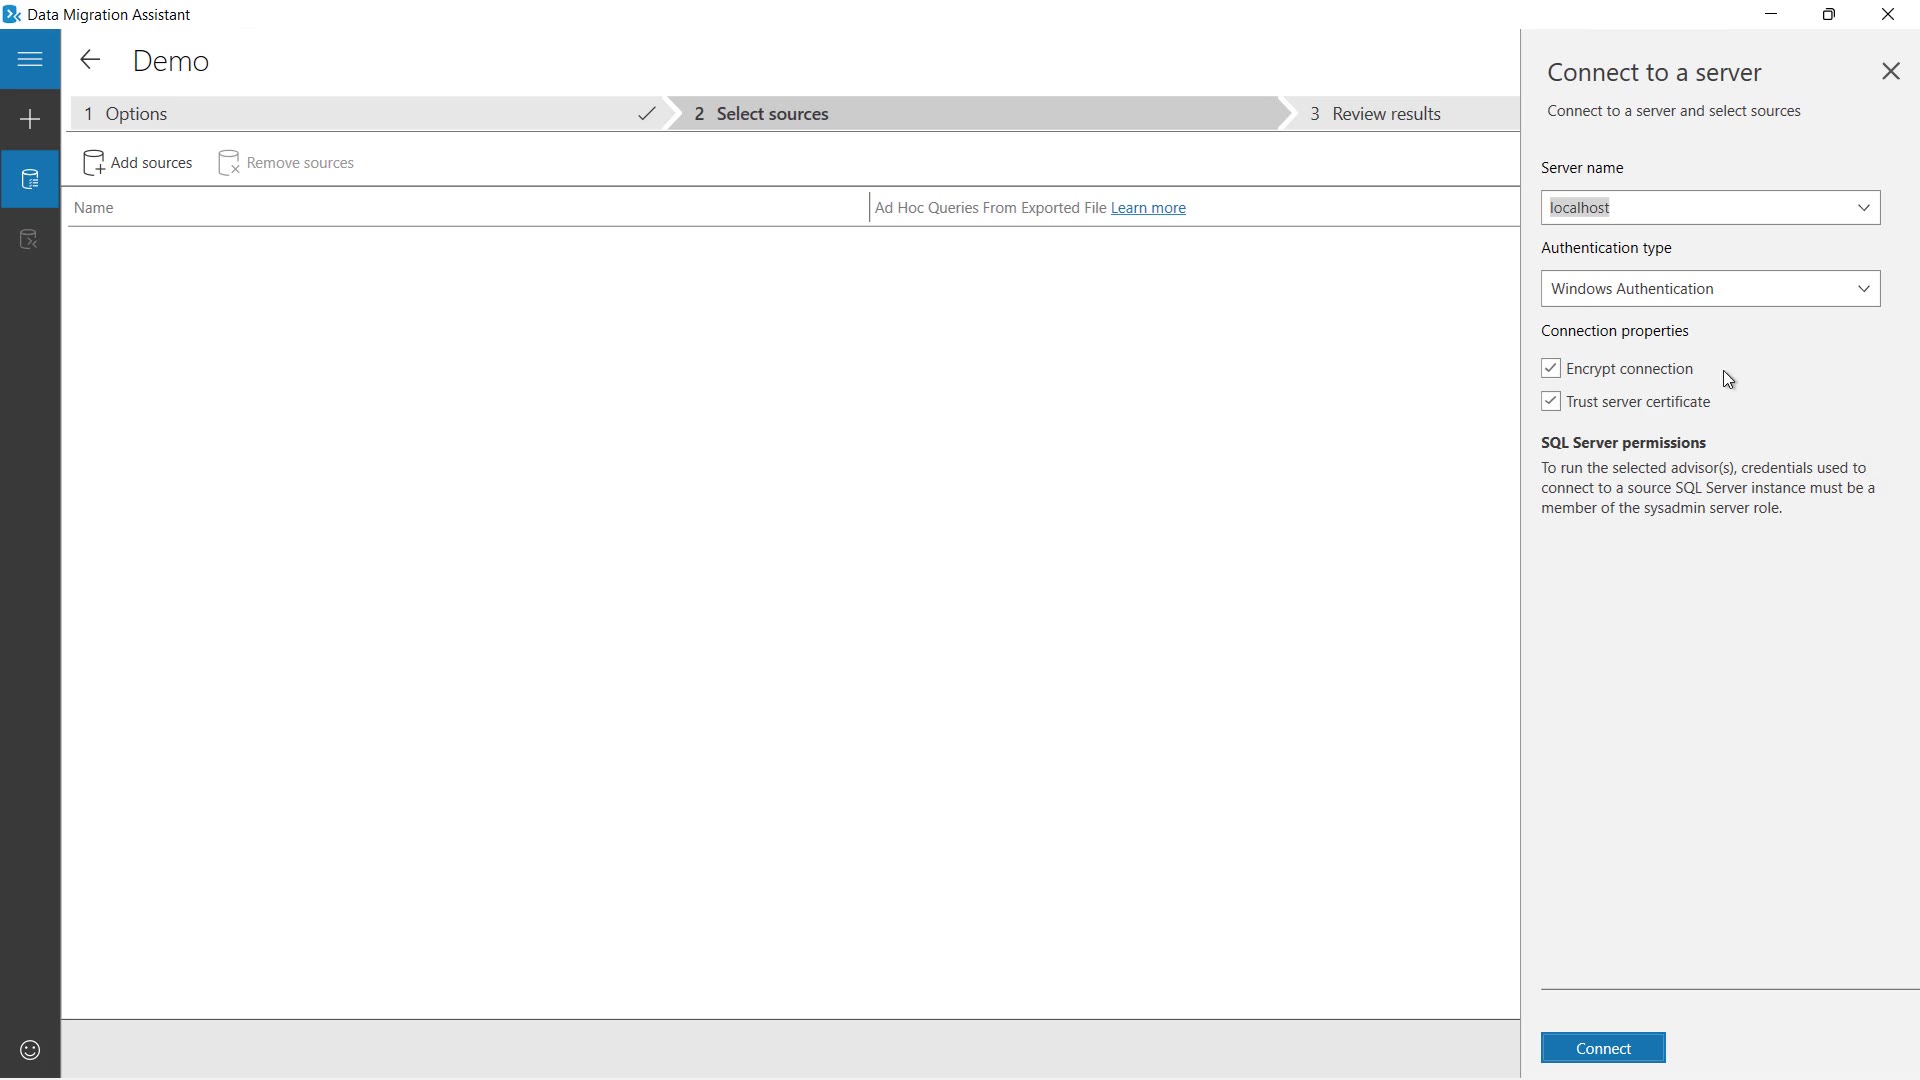 Data Migration Assistant
Demo
1 Options
2 Select sources
3 Review results
Add sources
Remove sources
Name
Ad Hoc Queries From Exported File Learn more
Connect to a server
Connect to a server and select sources
Server name
localhost
Authentication type
Windows Authentication
Connection properties
Encrypt connection
Trust server certificate
SQL Server permissions
To run the selected advisor(s), credentials used to
connect to a source SQL Server instance must be a
member of the sysadmin server role.
Connect